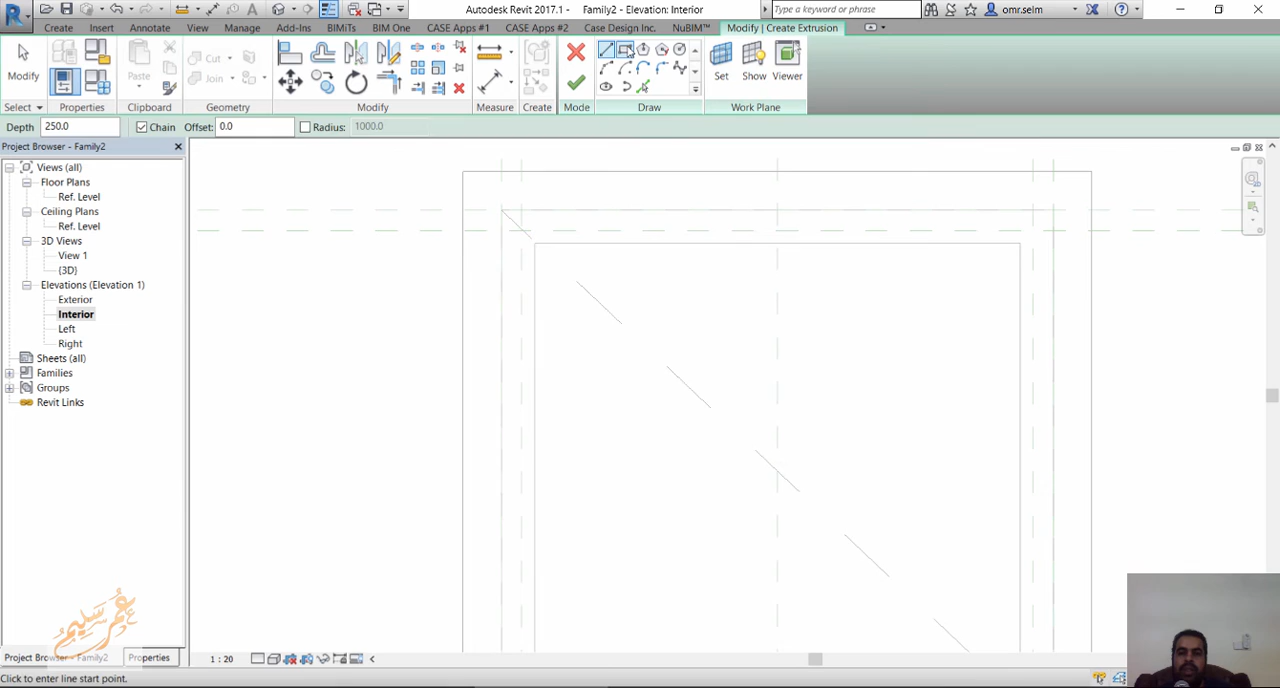 Autodesk Revit 2017.1 - Family2 - Elevation: Interior
Type a keyword or phrase
omr.selm
Create Insert Annotate View Manage Add-Ins BIMiTs BIM One CASE Apps #1 CASE Apps #2 Case Design Inc. NuBIM™ Modify | Create Extrusion
Modify Paste Cut Join Set Show Viewer
Select Properties Clipboard Geometry Modify Measure Create Mode Draw Work Plane
Depth 250.0 Chain Offset: 0.0 Radius: 1000.0
Project Browser - Family2
Views (all)
Floor Plans
Ref. Level
Ceiling Plans
Ref. Level
3D Views
View 1
{3D}
Elevations (Elevation 1)
Exterior
Interior
Left
Right
Sheets (all)
Families
Groups
Revit Links
عمر سليم
Project Browser - Family2 Properties 1 : 20
Click to enter line start point.